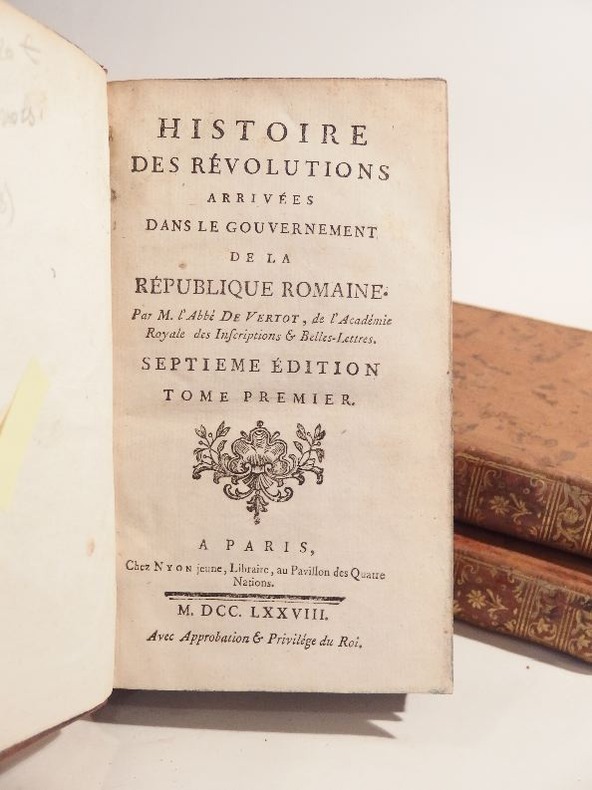 HISTOIRE
DES RÉVOLUTIONS
ARRIVÉES
DANS LE GOUVERNEMENT
DE LA
RÉPUBLIQUE ROMAINE.
Par M. l'Abbé DE VERTOT, de l'Académie
Royale des Inſcriptions & Belles-Lettres.
SEPTIEME ÉDITION
TOME PREMIER.
A PARIS,
Chez NYON jeune, Libraire, au Pavillon des Quatre
Nations.
M. DCC. LXXVIII.
Avec Approbation & Privilége du Roi.